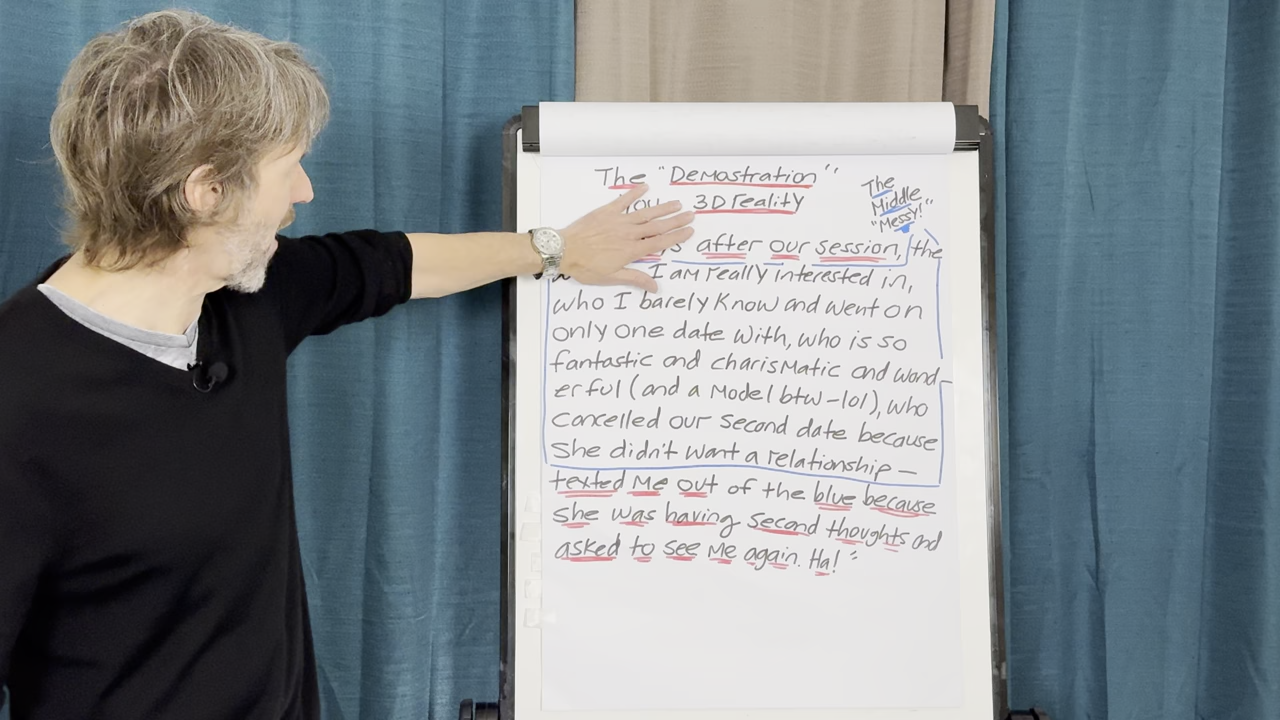 The "Demostration"
3D reality
The
Middle
"Messy!"
after our session, the
I am really interested in,
who I barely know and went on
only one date with, who is so
fantastic and charismatic and wond
erful (and a model btw - lol), who
cancelled our second date because
she didn't want a relationship —
texted me out of the blue because
she was having second thoughts and
asked to see me again. Ha!"